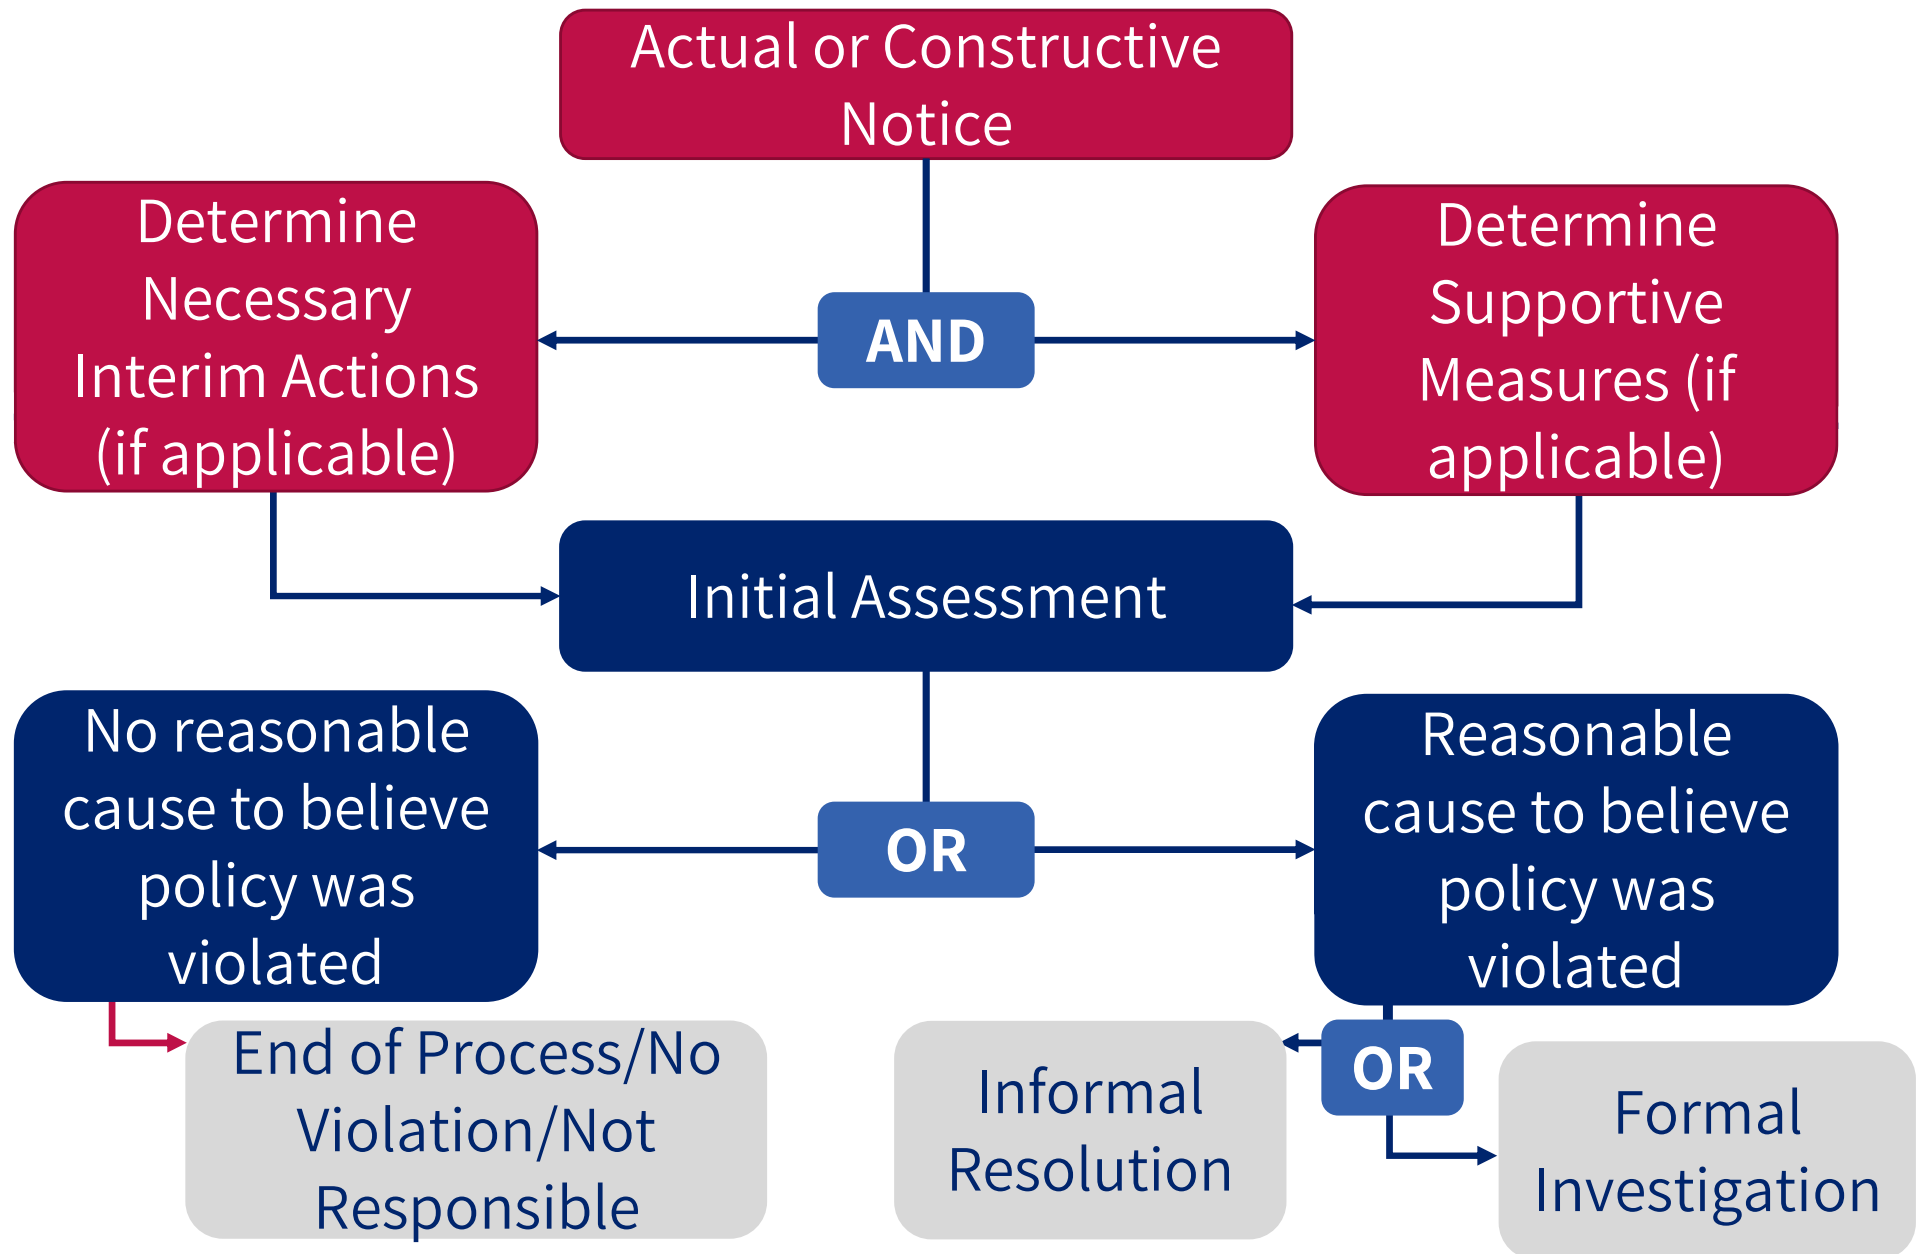 Actual or Constructive
Notice
Determine
Necessary
Interim Actions
(if applicable)
AND
Determine
Supportive
Measures (if
applicable)
Initial Assessment
No reasonable
cause to believe
policy was
violated
OR
Reasonable
cause to believe
policy was
violated
End of Process/No
Violation/Not
Responsible
Informal
Resolution
OR
Formal
Investigation